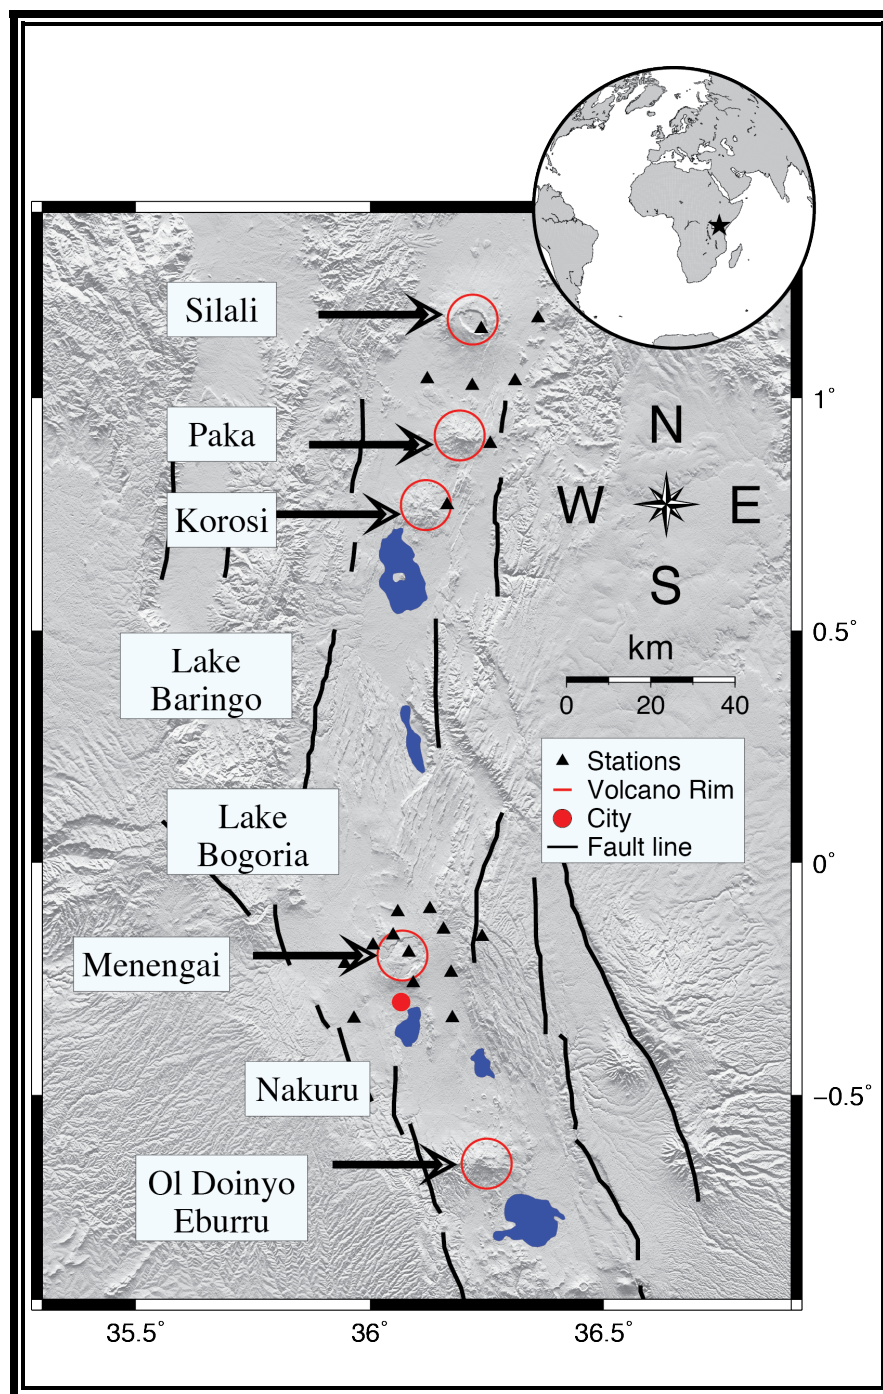 Silali
1°
Paka
N
Korosi
W
E
S
0.5°
km
Lake
Baringo
0
20
40
Stations
Volcano Rim
City
Fault line
Lake
Bogoria
0°
Menengai
Nakuru
−0.5°
Ol Doinyo
Eburru
35.5°
36°
36.5°